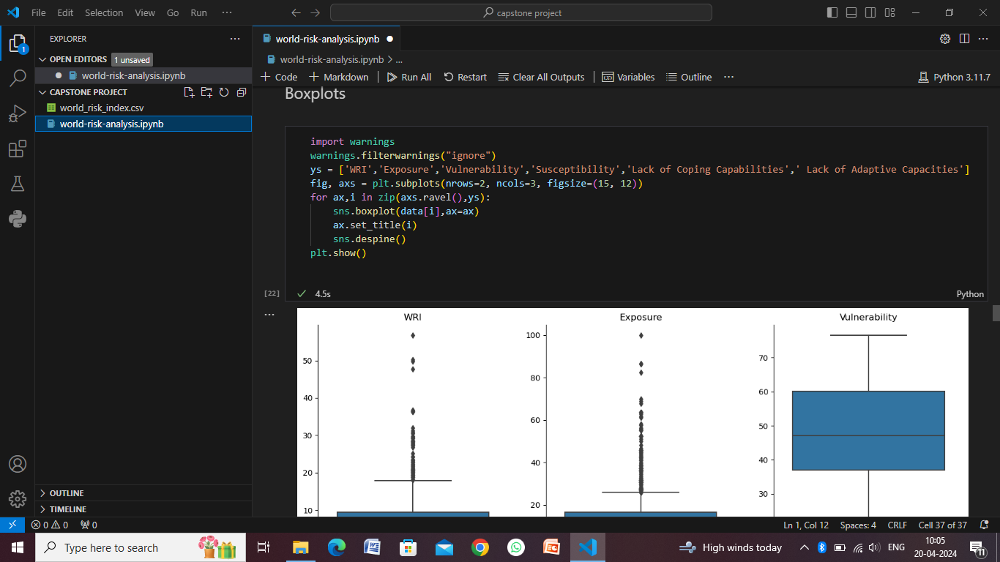 File Edit Selection View Go Run ··· capstone project
EXPLORER ···
OPEN EDITORS 1 unsaved
world-risk-analysis.ipynb
CAPSTONE PROJECT
world_risk_index.csv
world-risk-analysis.ipynb
OUTLINE
TIMELINE
1
world-risk-analysis.ipynb
world-risk-analysis.ipynb > ...
+ Code + Markdown Run All Restart Clear All Outputs Variables Outline ··· Python 3.11.7
Boxplots
import warnings
warnings.filterwarnings("ignore")
ys = ['WRI','Exposure','Vulnerability','Susceptibility','Lack of Coping Capabilities',' Lack of Adaptive Capacities']
fig, axs = plt.subplots(nrows=2, ncols=3, figsize=(15, 12))
for ax,i in zip(axs.ravel(),ys):
    sns.boxplot(data[i],ax=ax)
    ax.set_title(i)
    sns.despine()
plt.show()
[22] 4.5s Python
···
WRI
50
40
30
20
10
Exposure
100
80
60
40
20
Vulnerability
70
60
50
40
30
0 0 0 Ln 1, Col 12 Spaces: 4 CRLF Cell 37 of 37
Type here to search High winds today ENG 10:05
20-04-2024
11